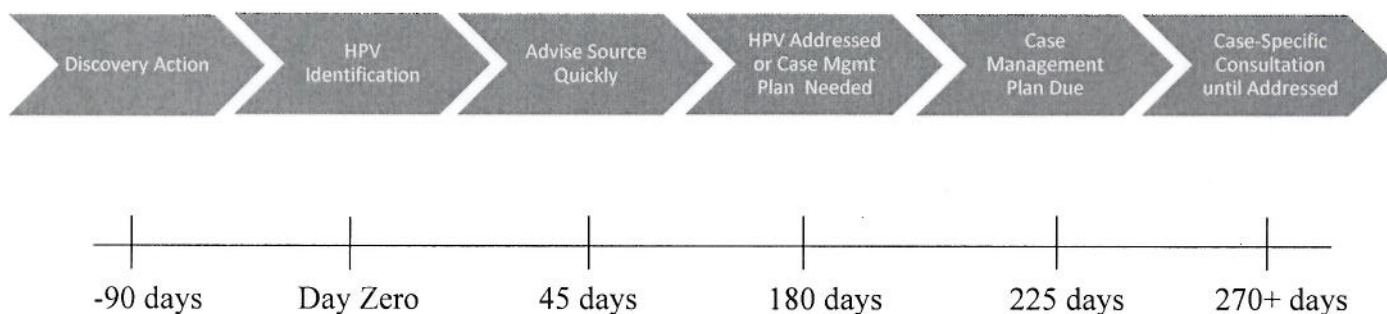 Discovery Action
HPV
Identification
Advise Source
Quickly
HPV Addressed
or Case Mgmt
Plan Needed
Case
Management
Plan Due
Case-Specific
Consultation
until Addressed
-90 days
Day Zero
45 days
180 days
225 days
270+ days